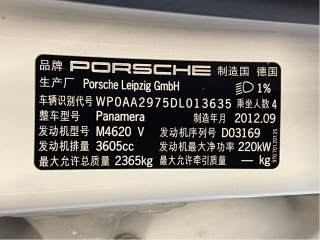 品牌 PORSCHE 制造国 德国
生产厂 Porsche Leipzig GmbH 1%
车辆识别代号 WP0AA2975DL013635 乘坐人数 4
整车型号 Panamera 制造年月 2012.09
发动机型号 M4620 V 发动机序列号 D03169
发动机排量 3605cc 发动机最大净功率 220kW
最大允许总质量 2365kg 最大允许牵引质量 — kg